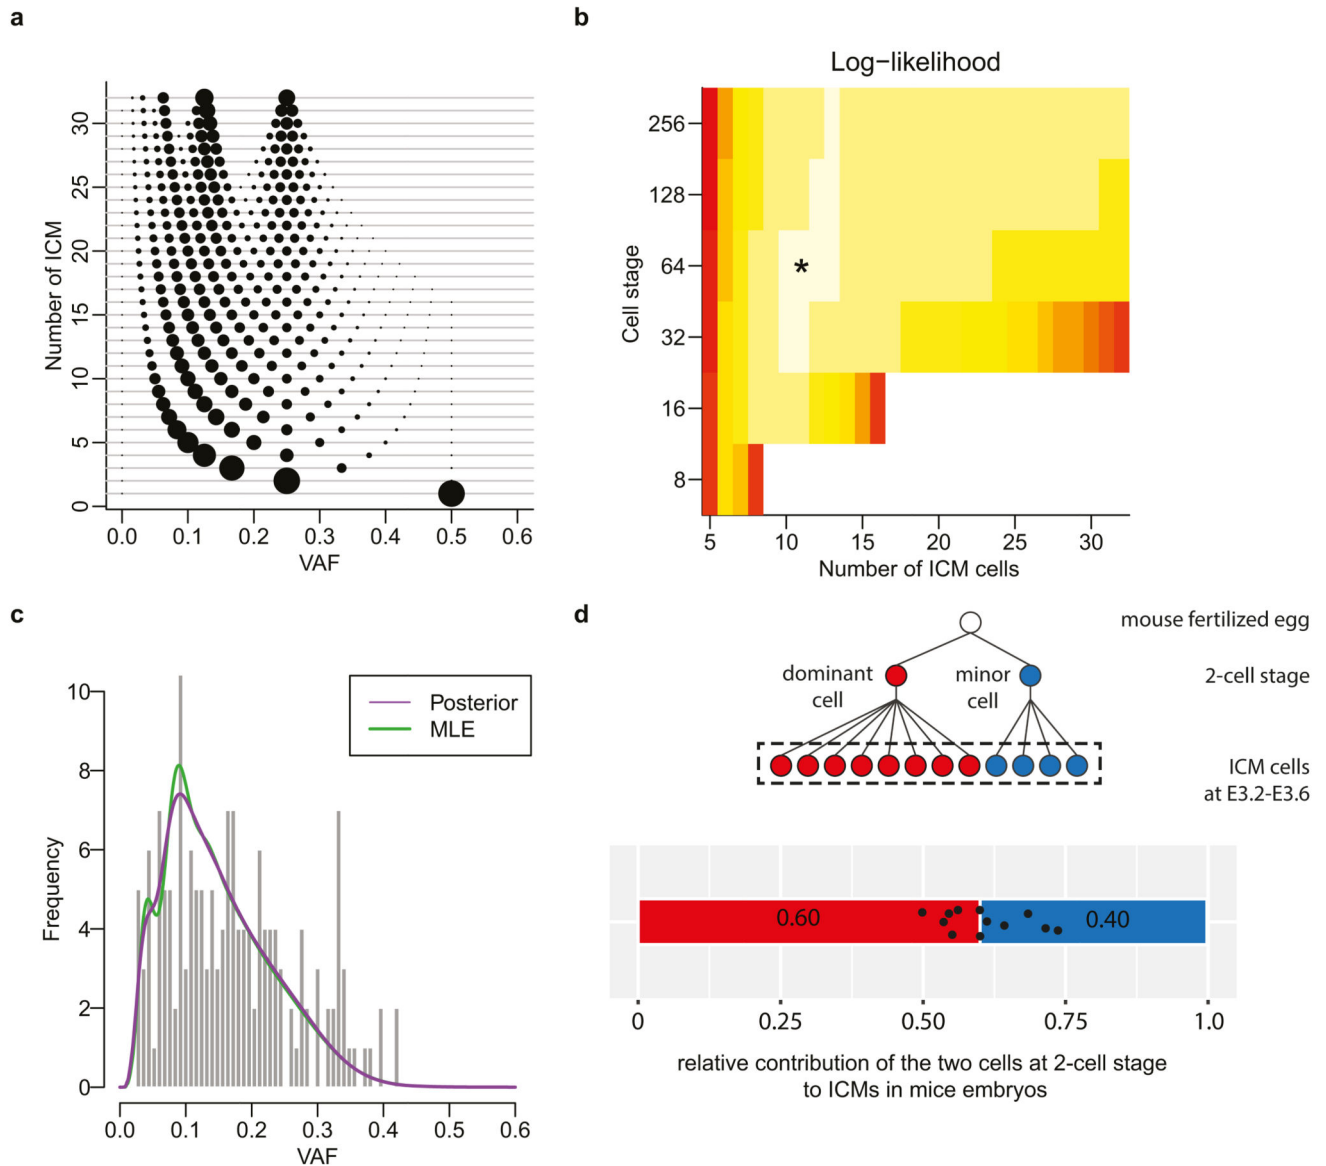 a
Number of ICM
0
5
10
15
20
25
30
0.0
0.1
0.2
0.3
0.4
0.5
0.6
VAF
b
Log−likelihood
Cell stage
256
128
64
32
16
8
*
5
10
15
20
25
30
Number of ICM cells
c
Frequency
10
8
6
4
2
0
Posterior
MLE
0.0
0.1
0.2
0.3
0.4
0.5
0.6
VAF
d
mouse fertilized egg
dominant
cell
minor
cell
2-cell stage
ICM cells
at E3.2-E3.6
0.60
0.40
0
0.25
0.50
0.75
1.0
relative contribution of the two cells at 2-cell stage
to ICMs in mice embryos